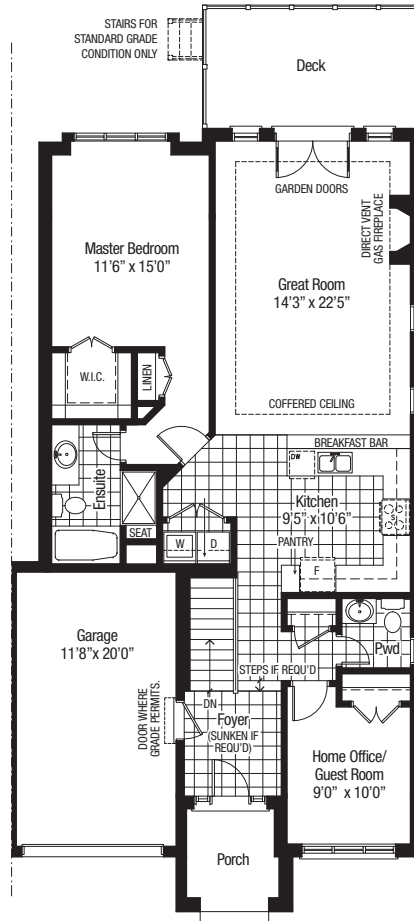 STAIRS FOR
STANDARD GRADE
CONDITION ONLY
Deck
GARDEN DOORS
DIRECT VENT
GAS FIREPLACE
Master Bedroom
11'6” x 15'0”
Great Room
14'3” x 22'5”
W.I.C.
LINEN
COFFERED CEILING
BREAKFAST BAR
DW
Ensuite
Kitchen
9'5” x 10'6”
S
SEAT
W
D
PANTRY
F
Garage
11'8”x 20'0”
Pwd
STEPS IF REQU'D
DN
DOOR WHERE
GRADE PERMITS.
Foyer
(SUNKEN IF
REQU'D)
Home Office/
Guest Room
9'0” x 10'0”
Porch